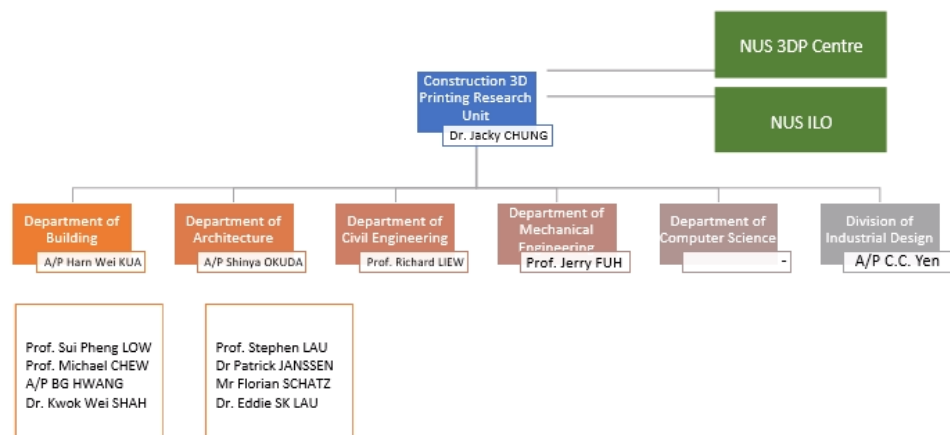 NUS 3DP Centre
Construction 3D
Printing Research
Unit
Dr. Jacky CHUNG
NUS ILO
Department of
Building
A/P Harn Wei KUA
Department of
Architecture
A/P Shinya OKUDA
Department of
Civil Engineering
Prof. Richard LIEW
Department of
Mechanical
Engineering
Prof. Jerry FUH
Department of
Computer Science
-
Division of
Industrial Design
A/P C.C. Yen
Prof. Sui Pheng LOW
Prof. Michael CHEW
A/P BG HWANG
Dr. Kwok Wei SHAH
Prof. Stephen LAU
Dr Patrick JANSSEN
Mr Florian SCHATZ
Dr. Eddie SK LAU